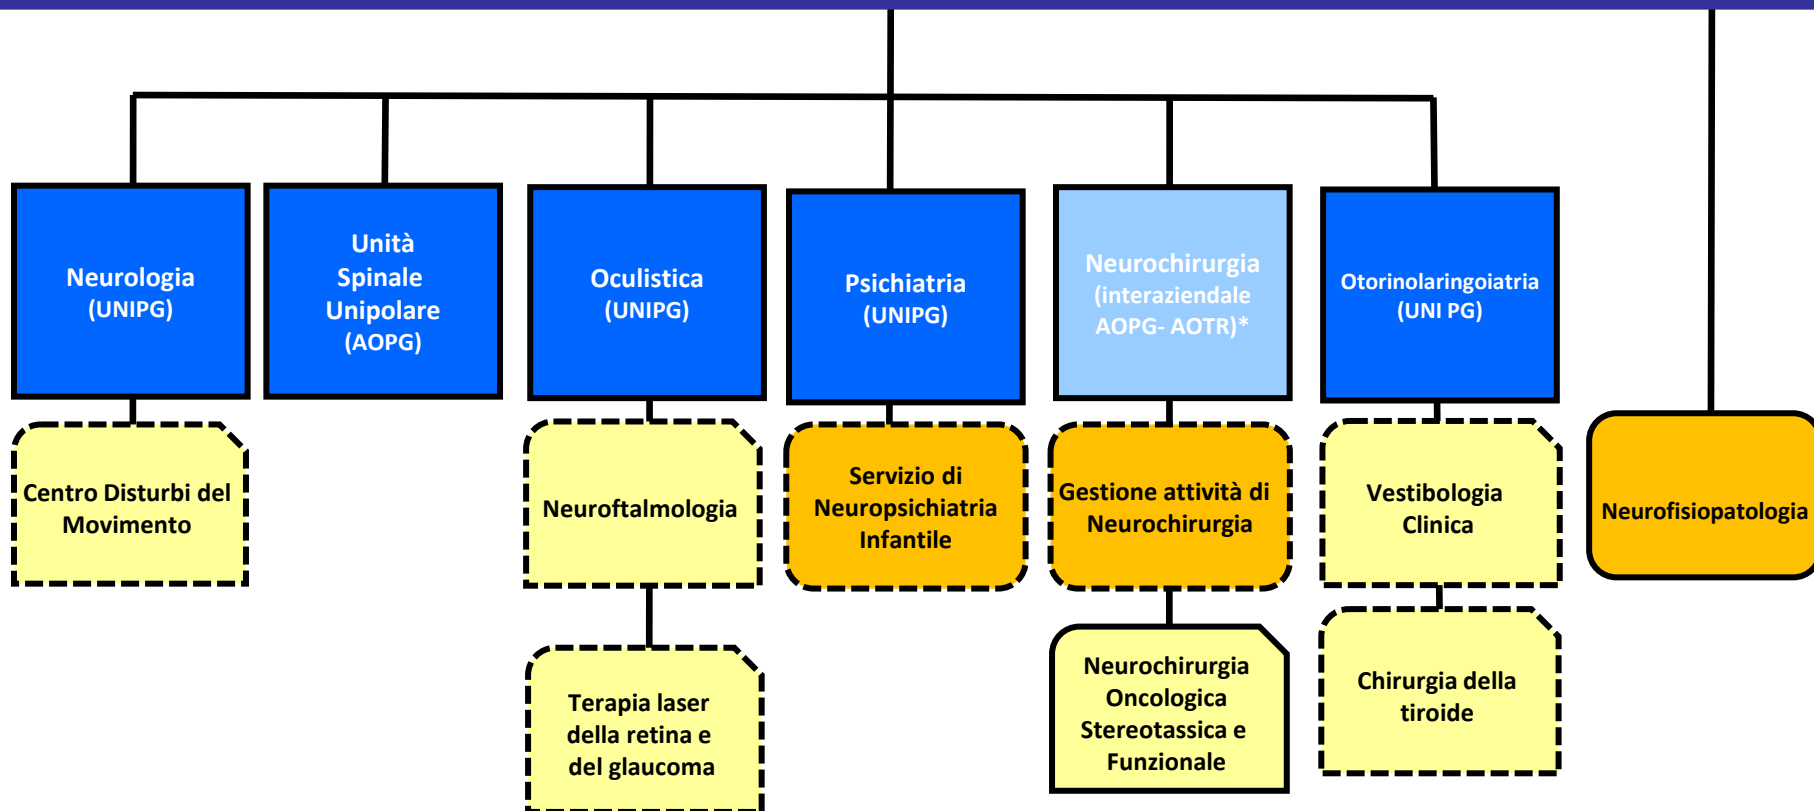 Neurologia
(UNIPG)
Unità
Spinale
Unipolare
(AOPG)
Oculistica
(UNIPG)
Psichiatria
(UNIPG)
Neurochirurgia
(interaziendale
AOPG- AOTR)*
Otorinolaringoiatria
(UNI PG)
Centro Disturbi del
Movimento
Neuroftalmologia
Servizio di
Neuropsichiatria
Infantile
Gestione attività di
Neurochirurgia
Vestibologia
Clinica
Neurofisiopatologia
Terapia laser
della retina e
del glaucoma
Neurochirurgia
Oncologica
Stereotassica e
Funzionale
Chirurgia della
tiroide